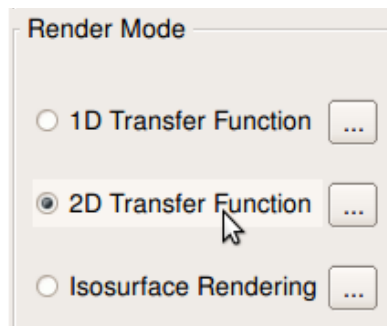 Render Mode
1D Transfer Function ...
2D Transfer Function ...
Isosurface Rendering ...